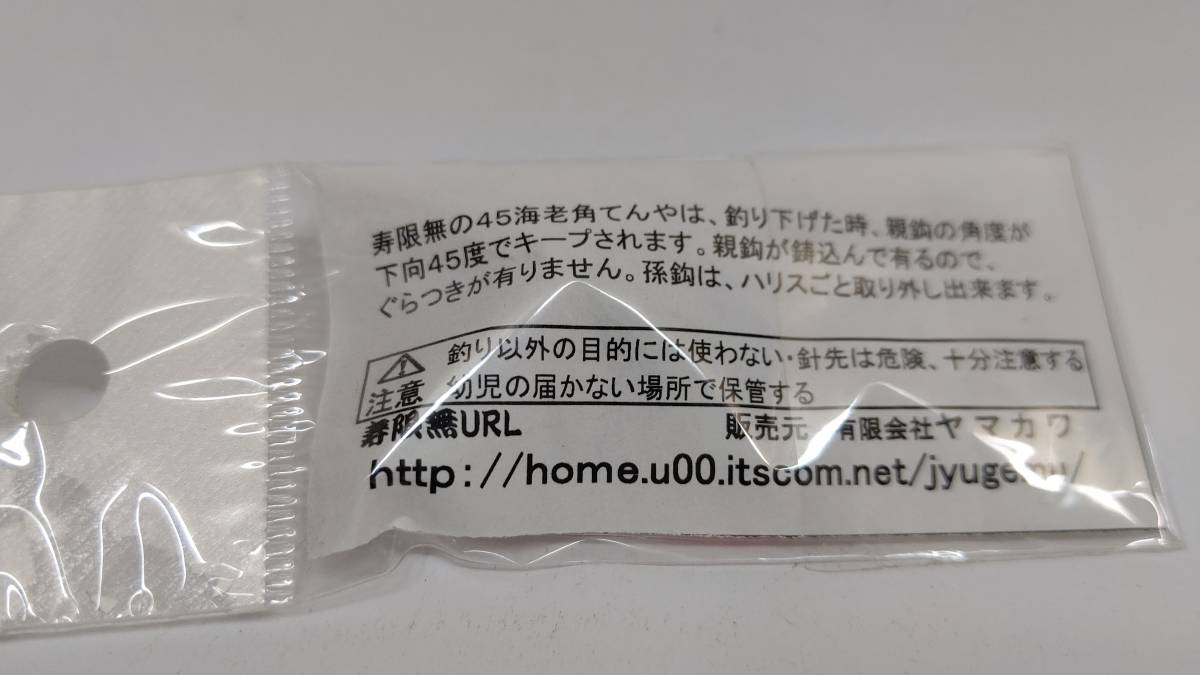 寿限無の45海老角てんやは、釣り下げた時、親鈎の角度が
下向45度でキープされます。親鈎が鋳込んで有るので、
ぐらつきが有りません。孫鈎は、ハリスごと取り外し出来ます。
注意 釣り以外の目的には使わない・針先は危険、十分注意する
幼児の届かない場所で保管する
寿限無URL 販売元 有限会社ヤマカワ
http://home.u00.itscom.net/